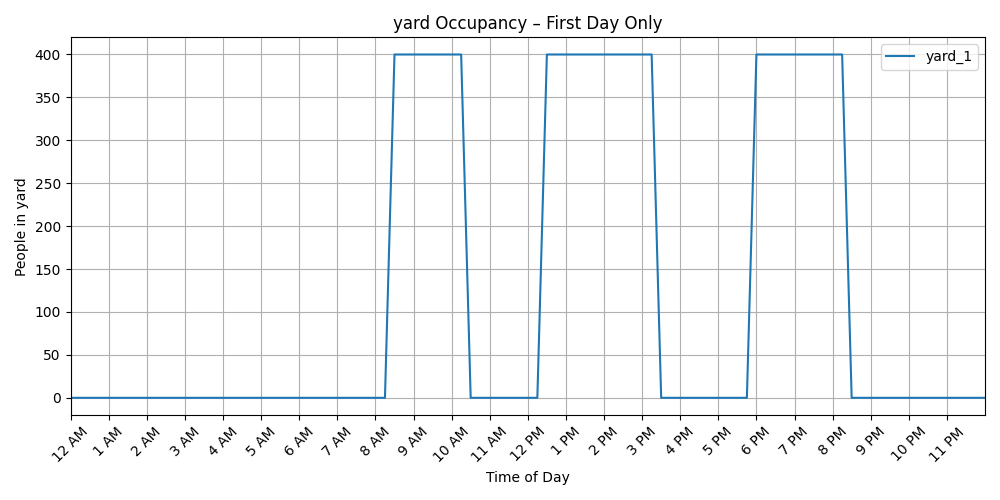 yard Occupancy – First Day Only
yard_1
400
350
300
250
200
150
100
50
0
People in yard
12 AM
1 AM
2 AM
3 AM
4 AM
5 AM
6 AM
7 AM
8 AM
9 AM
10 AM
11 AM
12 PM
1 PM
2 PM
3 PM
4 PM
5 PM
6 PM
7 PM
8 PM
9 PM
10 PM
11 PM
Time of Day